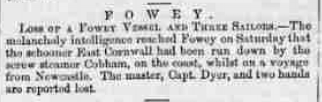 FOWEY.
LOSS OF A FOWEY VESSEL AND THREE SAILORS.—The
melancholy intelligence reached Fowey on Saturday that
the schooner East Cornwall had been run down by the
screw steamer Cobham, on the coast, whilst on a voyage
from Newcastle. The master, Capt. Dyer, and two hands
are reported lost.